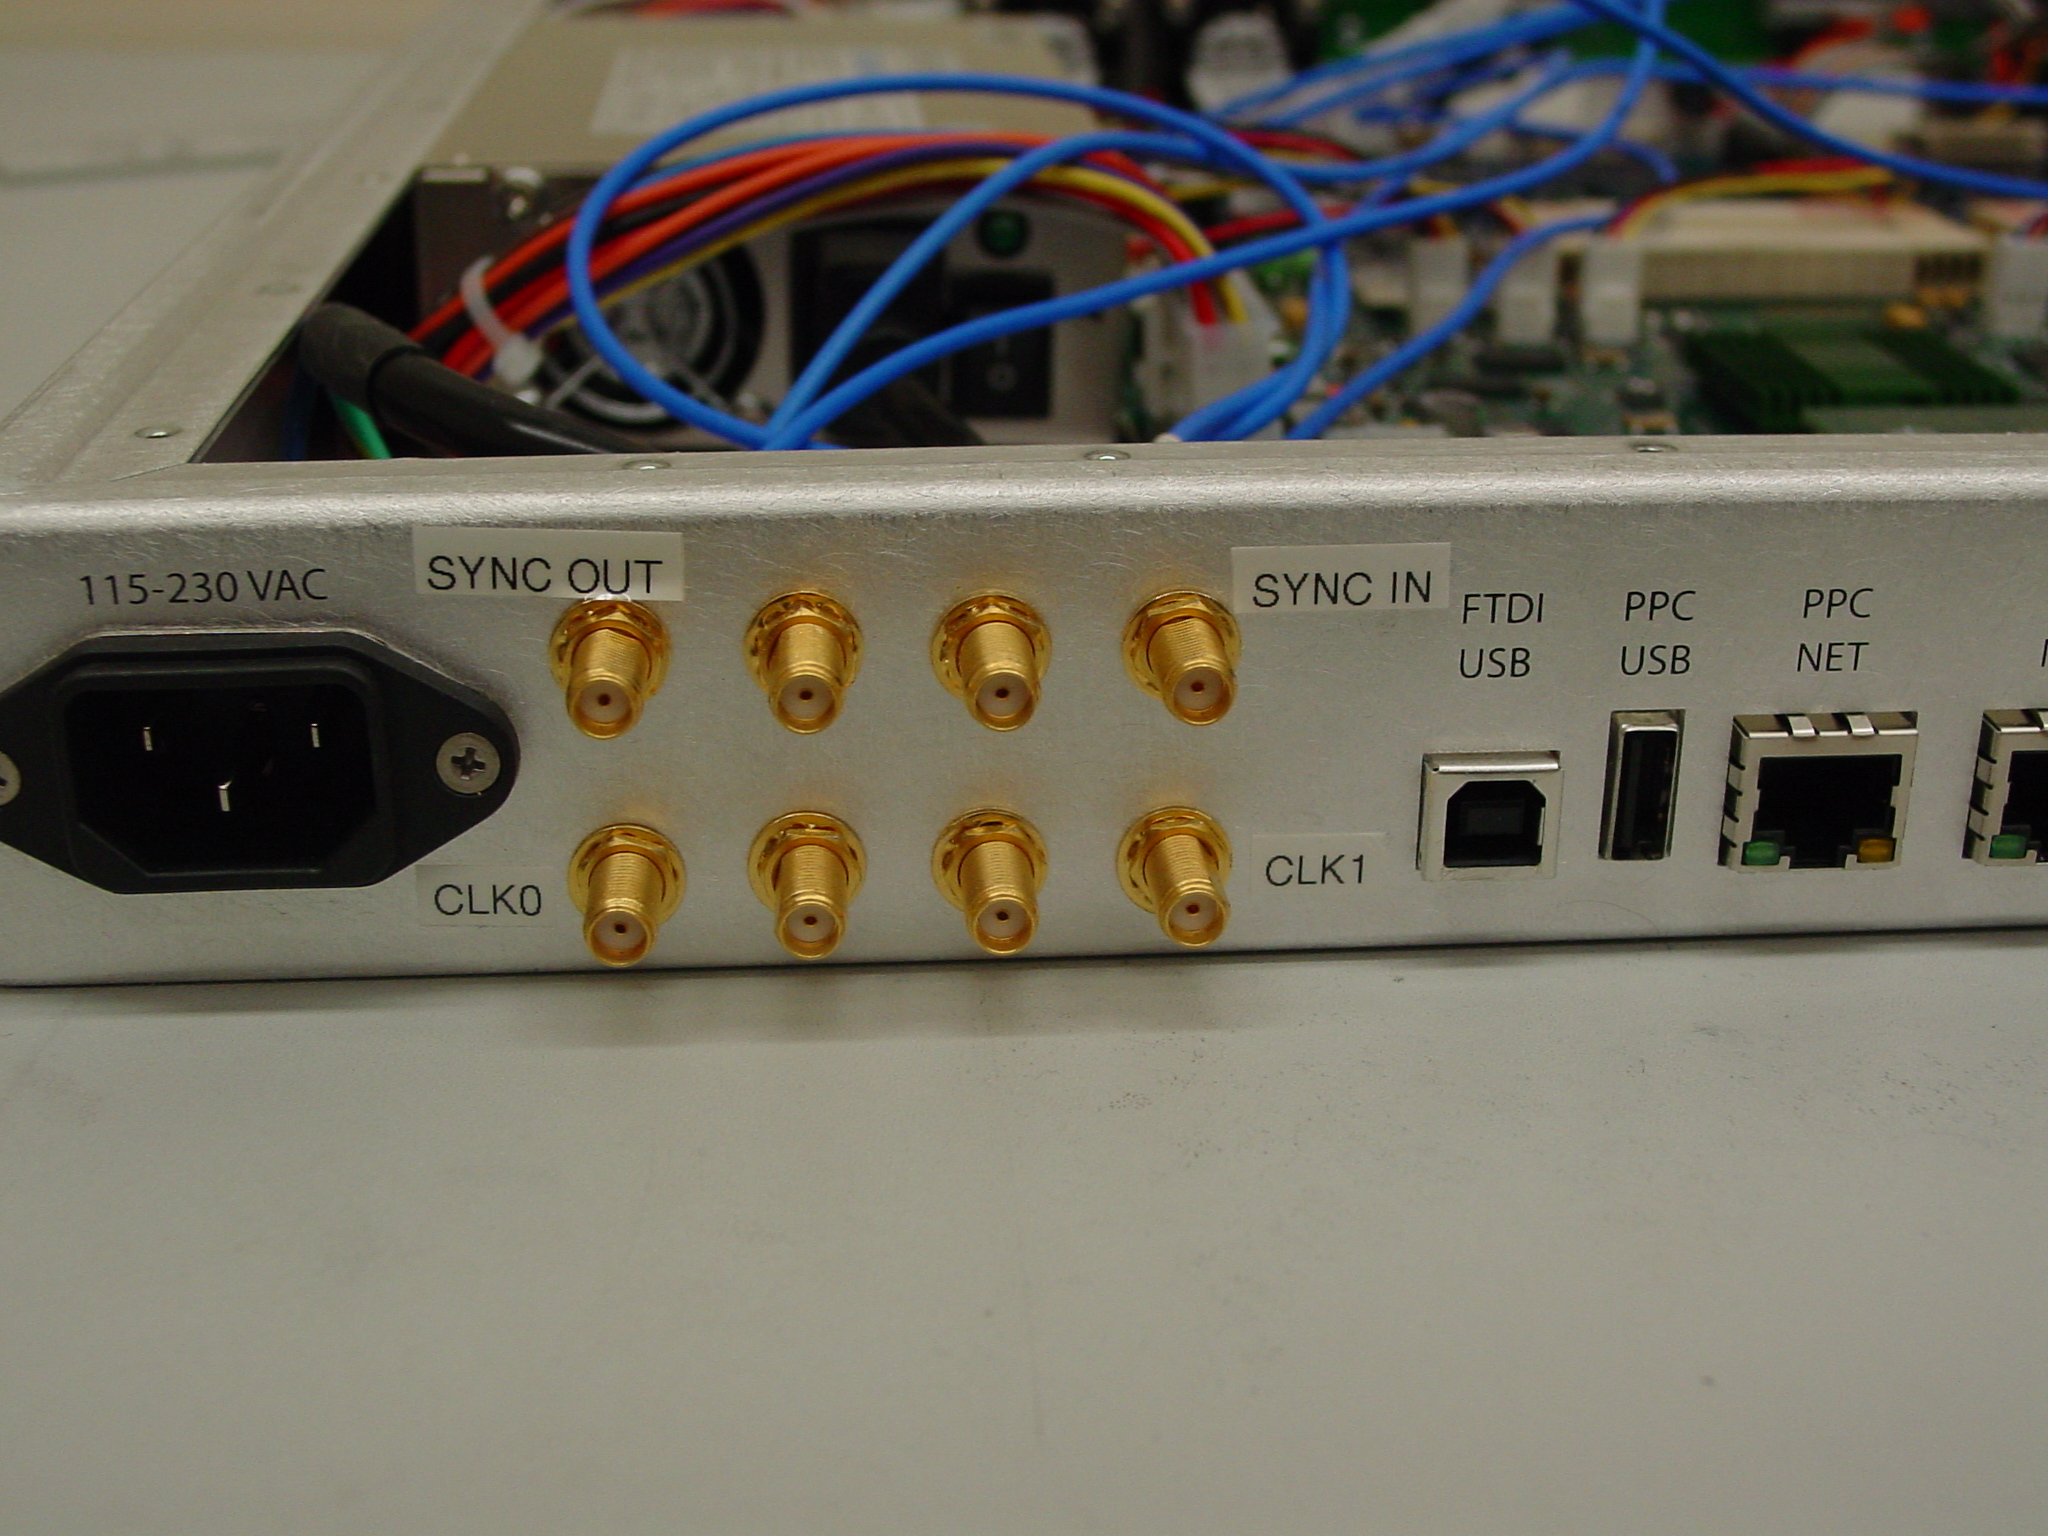 115-230 VAC
SYNC OUT
SYNC IN
FTDI
USB
PPC
USB
PPC
NET
CLK0
CLK1